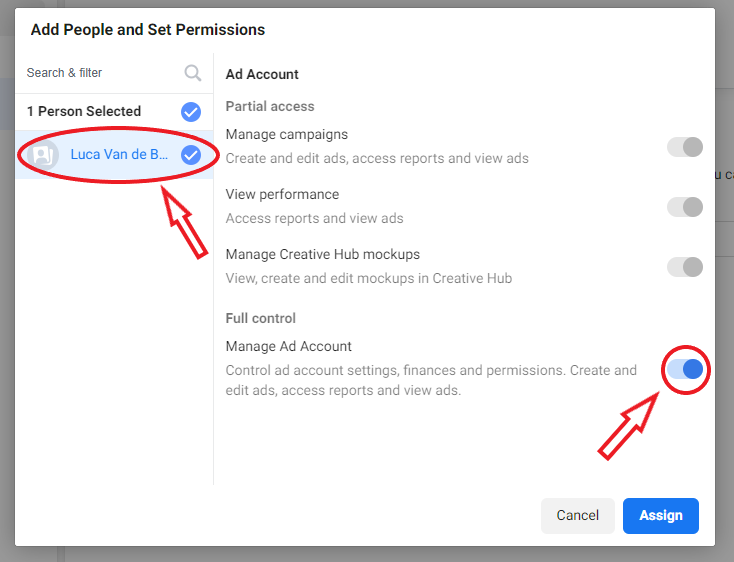 Add People and Set Permissions
Search & filter
1 Person Selected
Luca Van de B...
Ad Account
Partial access
Manage campaigns
Create and edit ads, access reports and view ads
View performance
Access reports and view ads
Manage Creative Hub mockups
View, create and edit mockups in Creative Hub
Full control
Manage Ad Account
Control ad account settings, finances and permissions. Create and
edit ads, access reports and view ads.
Cancel
Assign